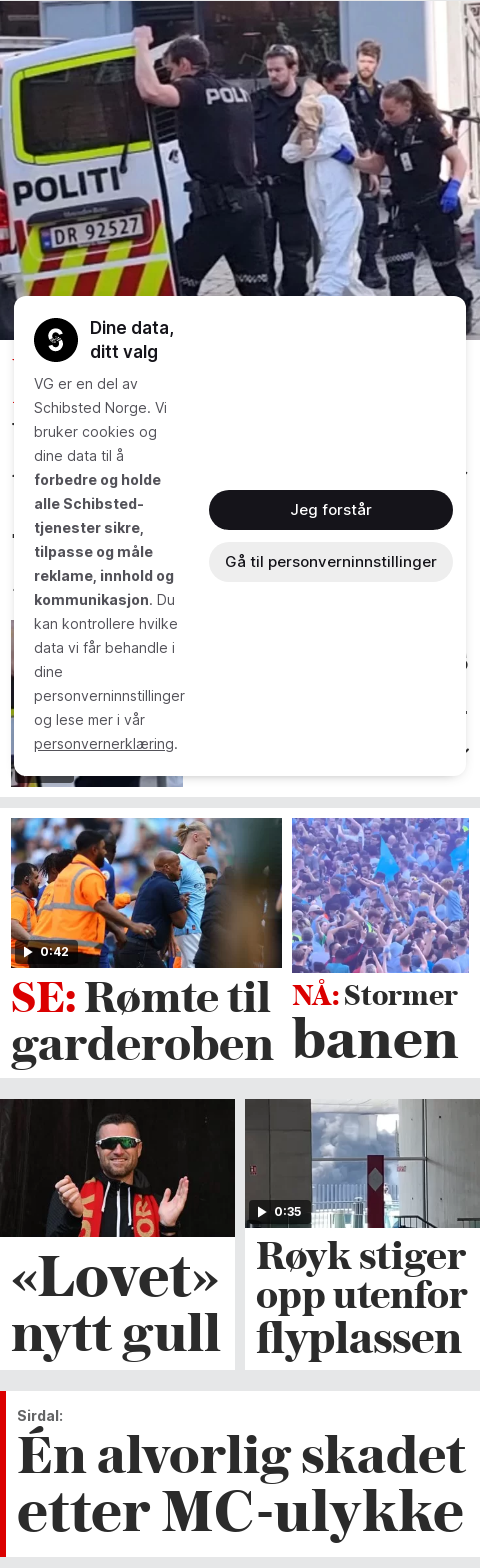 POLITI
POLITI
DR 92527
Dine data,
ditt valg
VG er en del av
Schibsted Norge. Vi
bruker cookies og
dine data til å
forbedre og holde
alle Schibsted-
tjenester sikre,
tilpasse og måle
reklame, innhold og
kommunikasjon. Du
kan kontrollere hvilke
data vi får behandle i
dine
personverninnstillinger
og lese mer i vår
personvernerklæring.
Jeg forstår
Gå til personverninnstillinger
0:42
SE: Rømte til
garderoben
NÅ: Stormer
banen
«Lovet»
nytt gull
0:35
Røyk stiger
opp utenfor
flyplassen
Sirdal:
Én alvorlig skadet
etter MC-ulykke